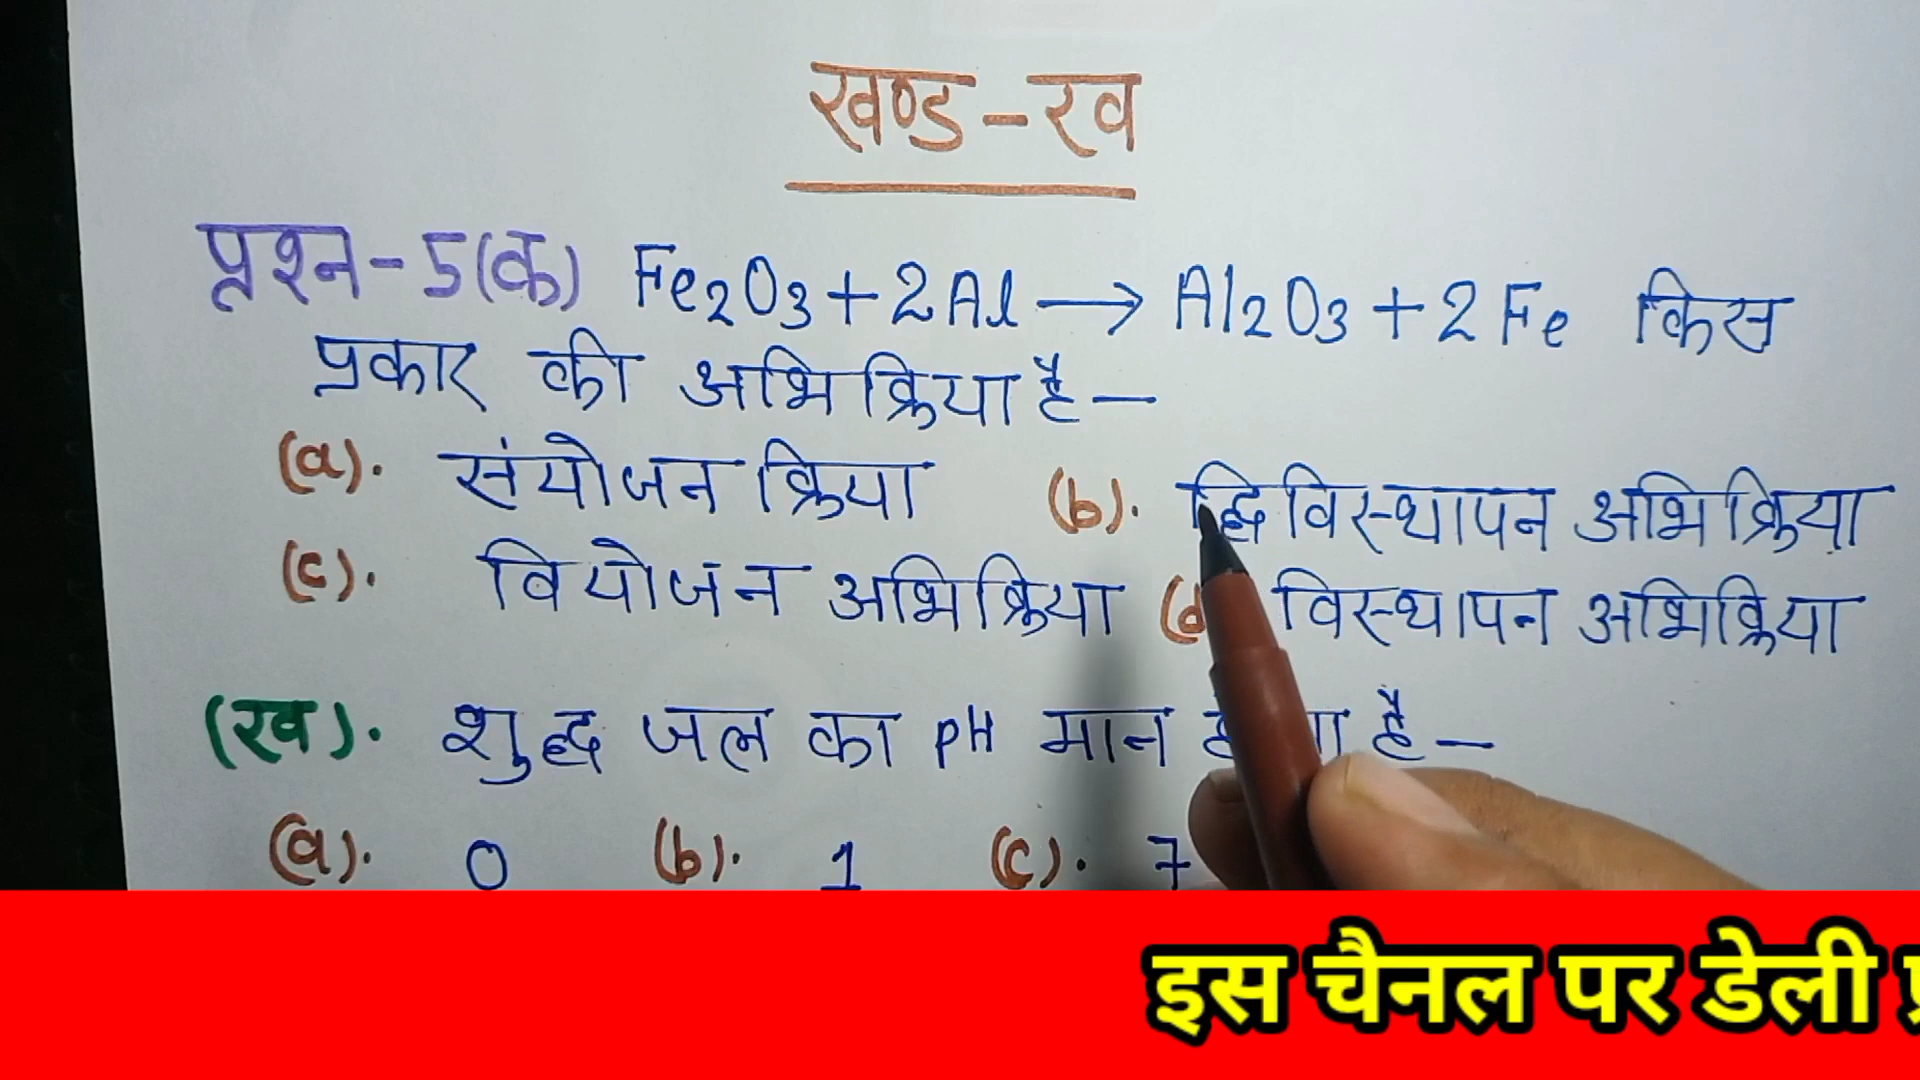 खण्ड-ख
प्रश्न-5(क) Fe2O3+2Al → Al2O3+2Fe किस
प्रकार की अभिक्रिया है—
(a). संयोजन क्रिया (b). द्विविस्थापन अभिक्रिया
(c). वियोजन अभिक्रिया (d विस्थापन अभिक्रिया
(ख). शुद्ध जल का pH मान है—
(a). 0 (b). 1 (c). 7
इस चैनल पर डेली